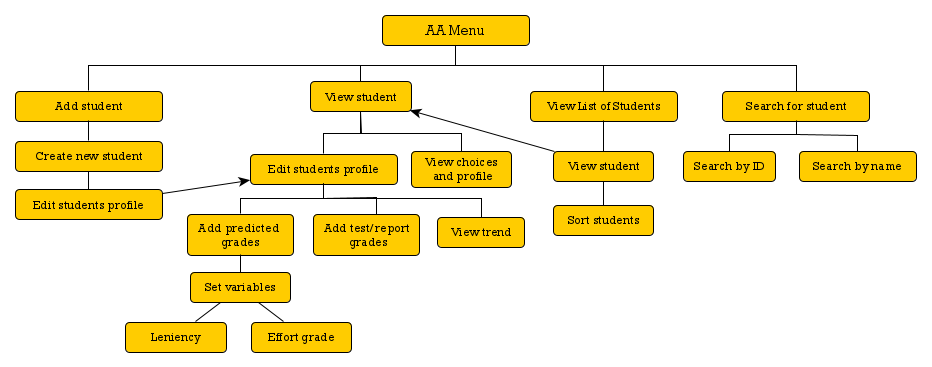 AA Menu
Add student
View student
View List of Students
Search for student
Create new student
Edit students profile
View choices
and profile
View student
Search by ID
Search by name
Edit students profile
Sort students
Add predicted
grades
Add test/report
grades
View trend
Set variables
Leniency
Effort grade